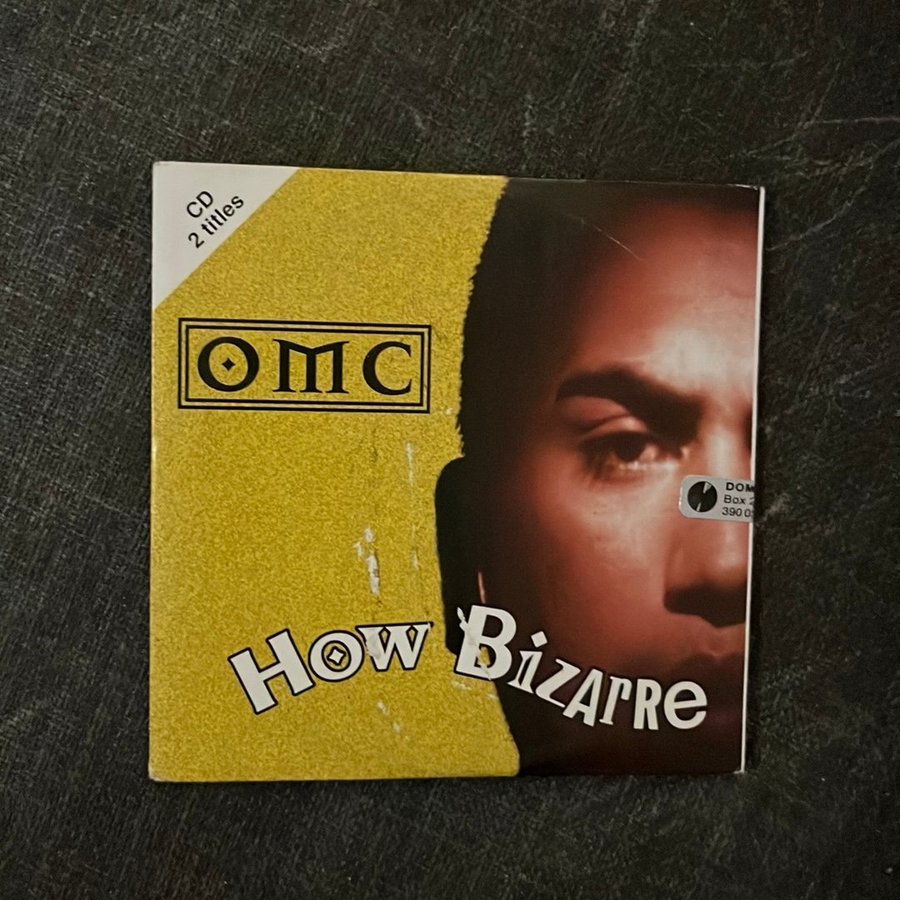 CD
2 titles
OMC
How Bizarre
DOM
Box 2
390 0